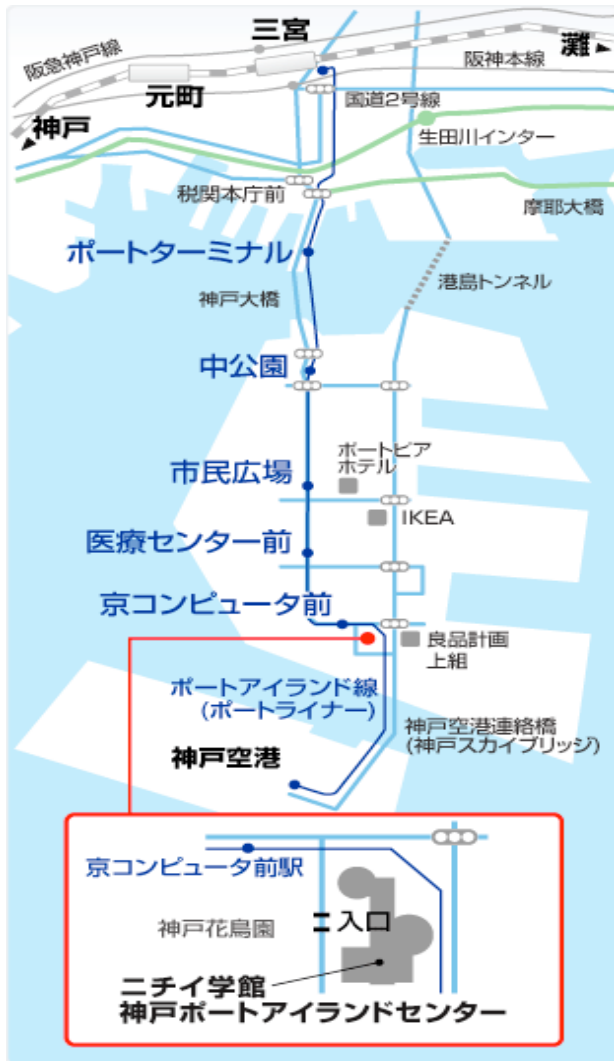 三宮
灘
阪急神戸線
阪神本線
元町
国道2号線
神戸
生田川インター
税関本庁前
摩耶大橋
ポートターミナル
港島トンネル
神戸大橋
中公園
ポートピア
ホテル
市民広場
IKEA
医療センター前
京コンピュータ前
良品計画
上組
ポートアイランド線
(ポートライナー)
神戸空港連絡橋
(神戸スカイブリッジ)
神戸空港
京コンピュータ前駅
神戸花鳥園
入口
ニチイ学館
神戸ポートアイランドセンター